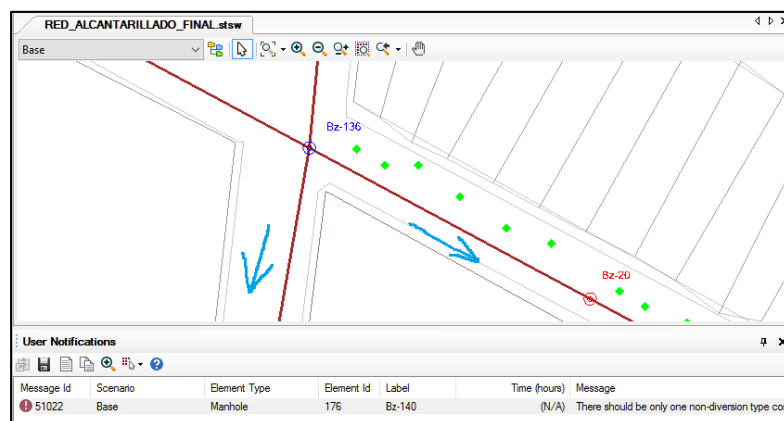 RED_ALCANTARILLADO_FINAL.stsw
Base
Bz-136
Bz-20
User Notifications
Message Id Scenario Element Type Element Id Label Time (hours) Message
51022 Base Manhole 176 Bz-140 (N/A) There should be only one non-diversion type co